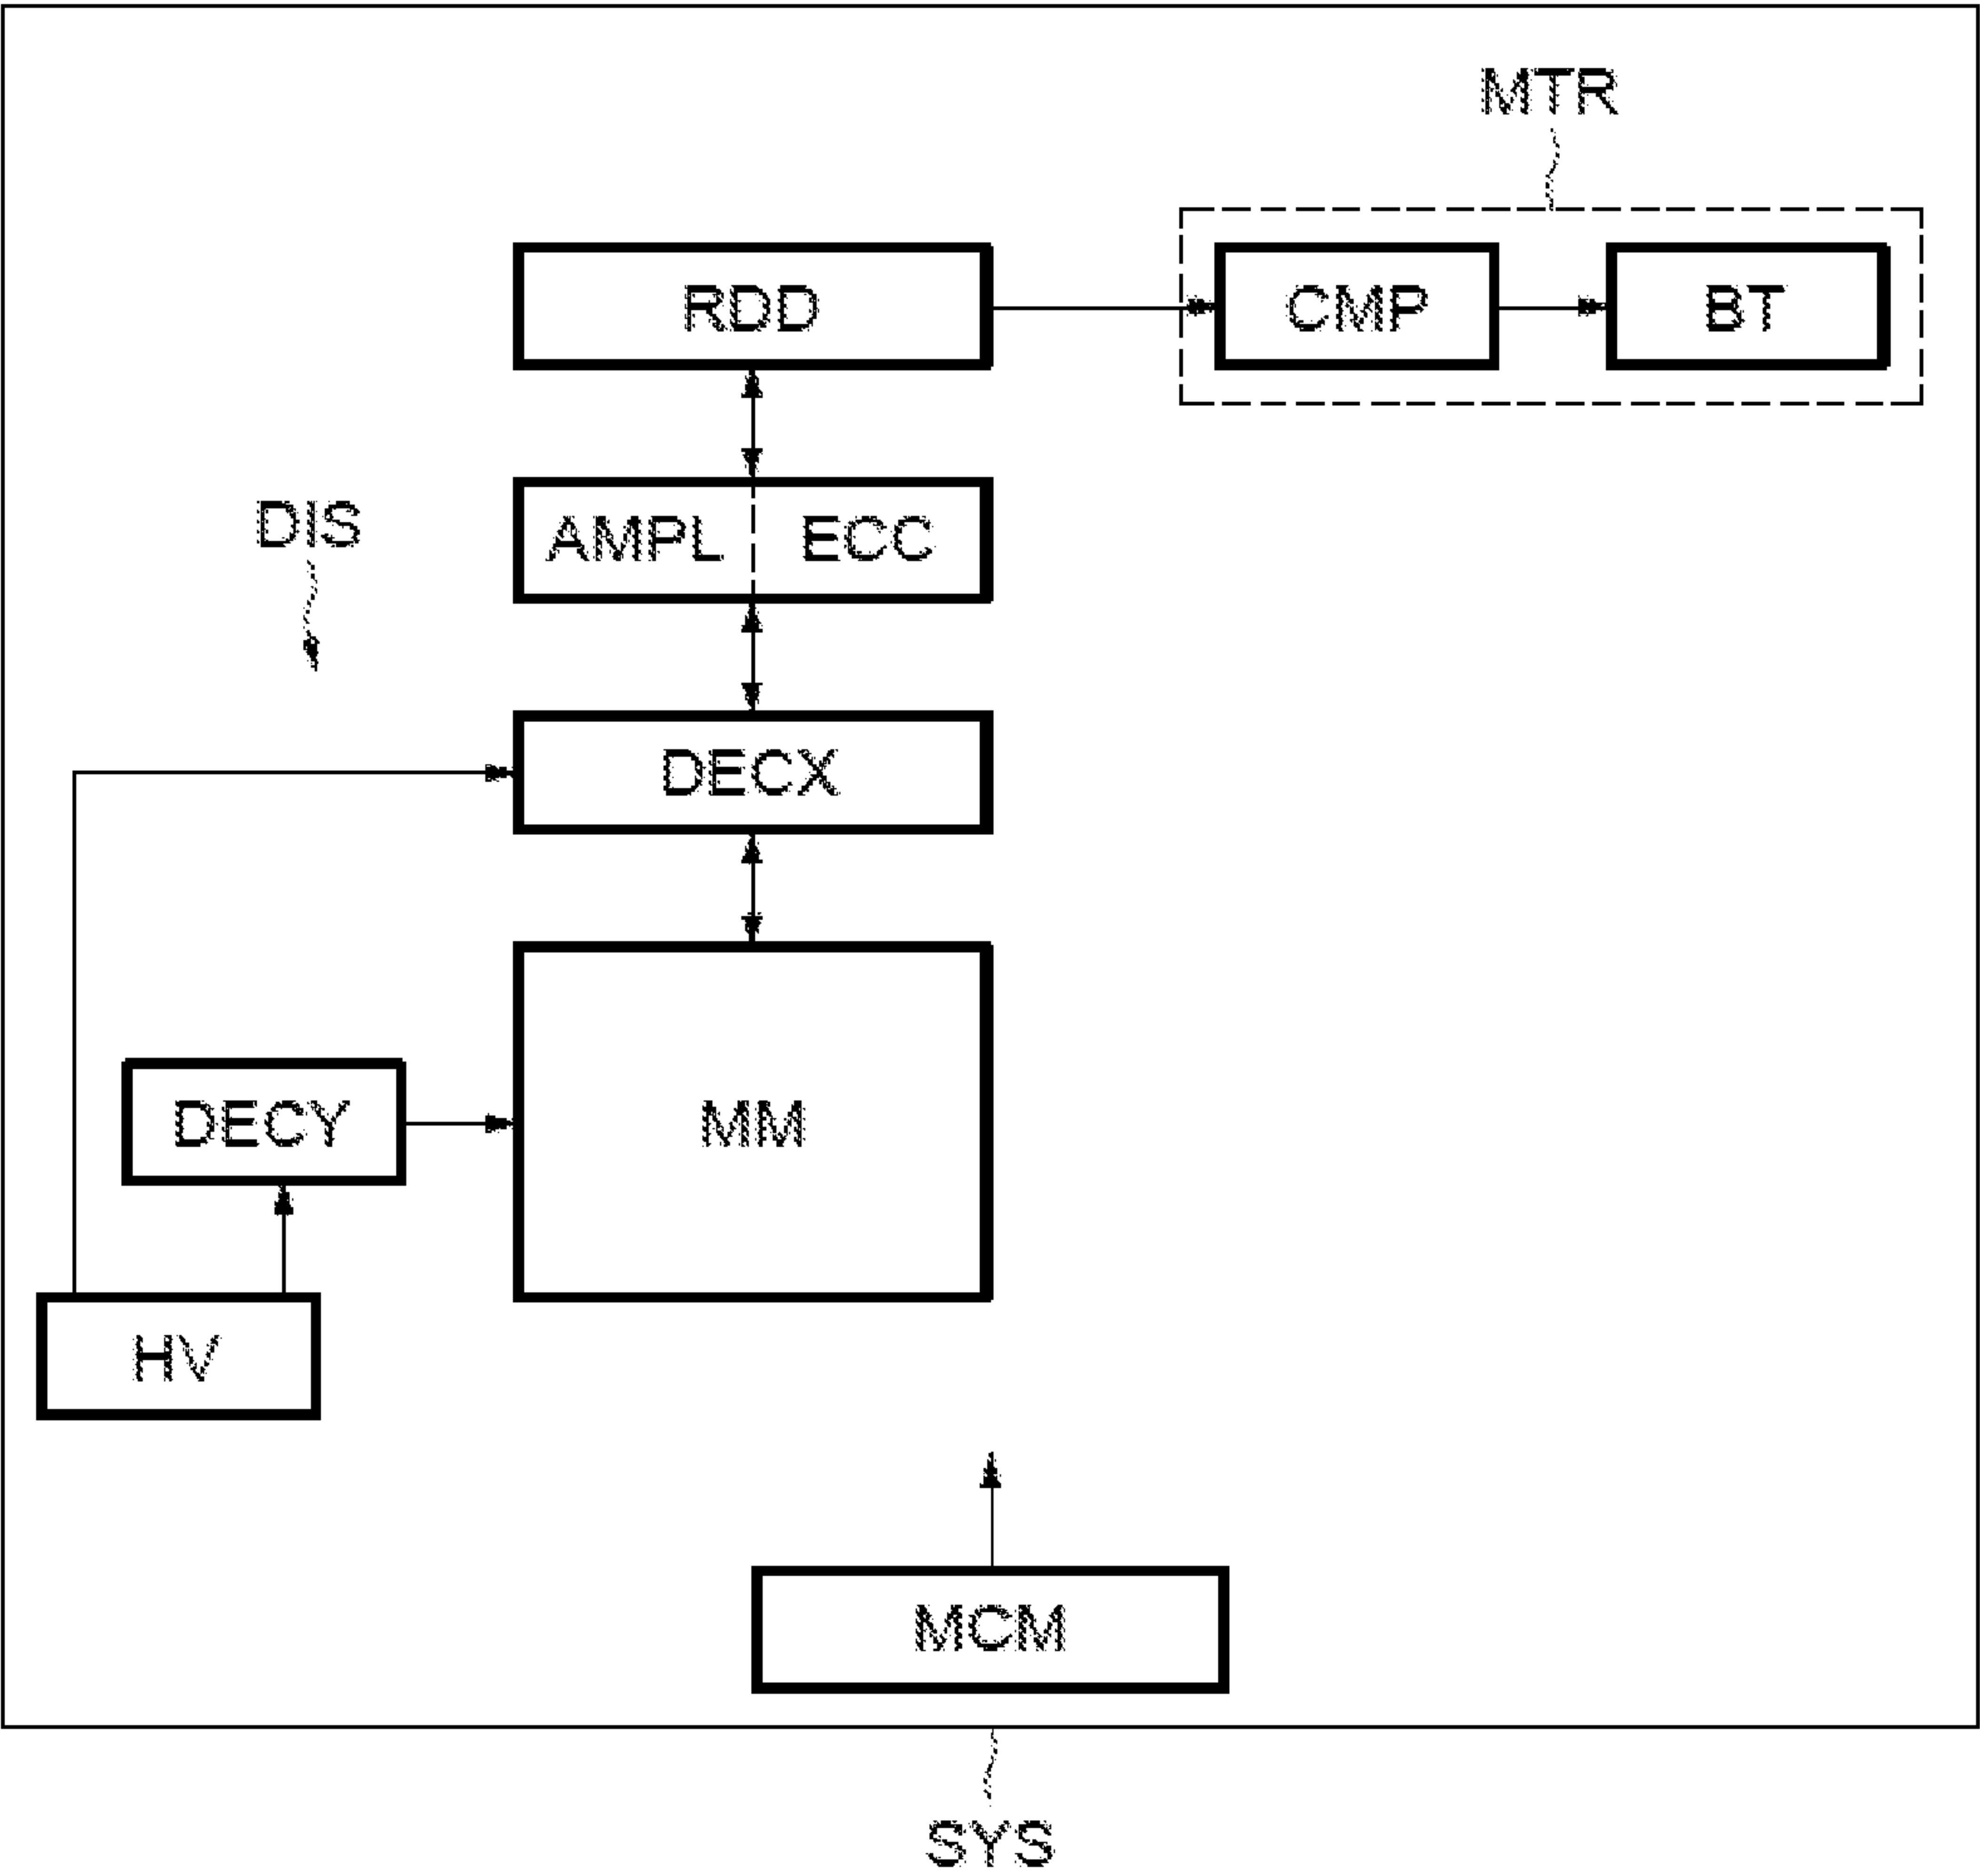 MTR
RDD
CMP
BT
DIS
AMPL
ECC
DECX
DECY
MM
HV
MCM
SYS